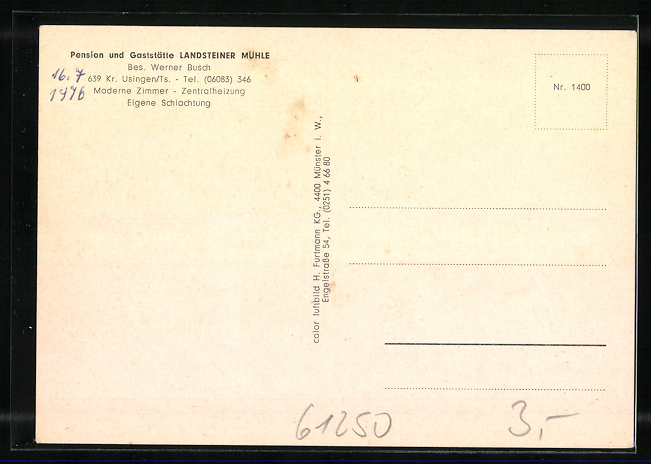 Pension und Gaststätte LANDSTEINER MÜHLE
Bes. Werner Busch
16.7 639 Kr. Usingen/Ts. - Tel. (06083) 346
1976 Moderne Zimmer - Zentralheizung
Eigene Schlachtung
Nr. 1400
color luftbild H. Furtmann KG., 4400 Münster i. W.,
Engelstraße 54, Tel. (0251) 4 66 80
61250
3,-